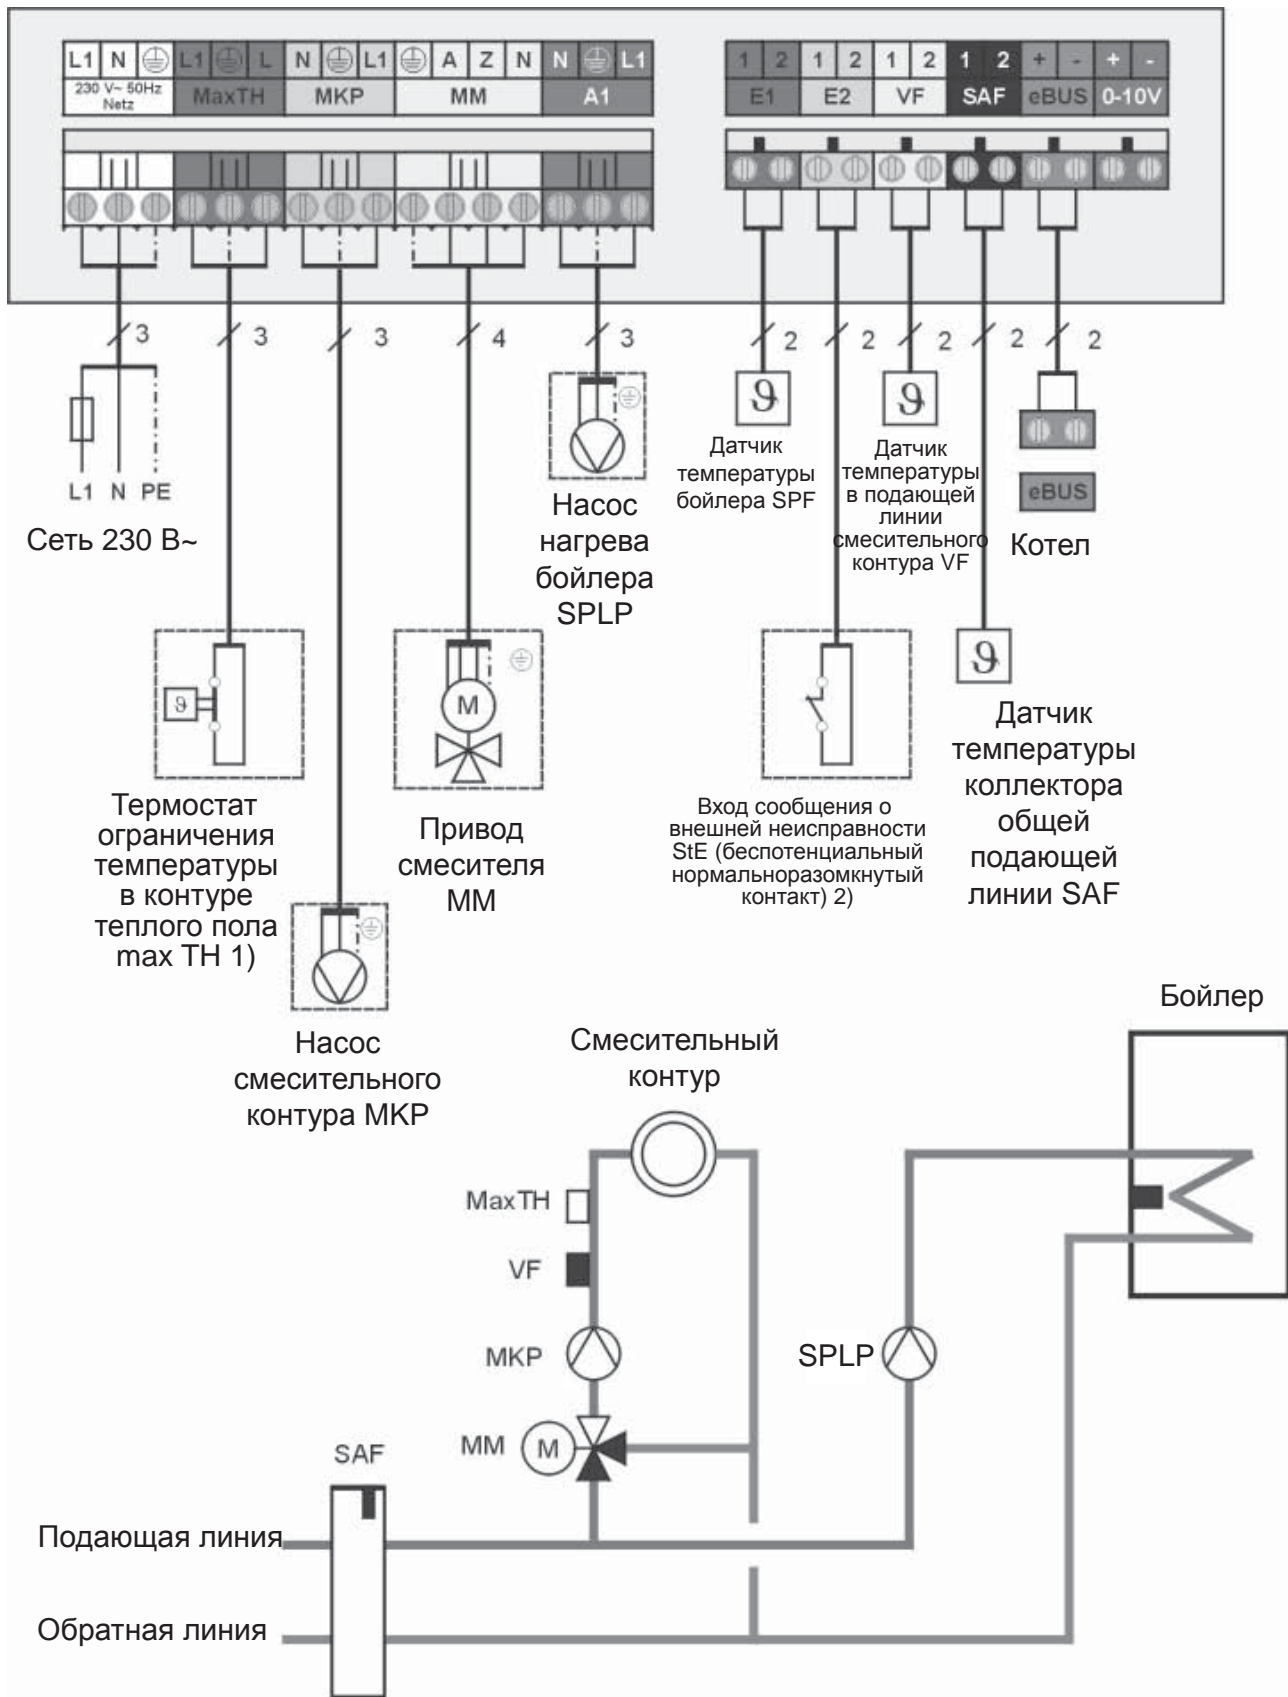 L1 N L1 L N L1 A Z N N L1
230 V~ 50Hz
Netz
MaxTH MKP MM A1
1 2 1 2 1 2 1 2 + - + -
E1 E2 VF SAF eBUS 0-10V
3 3 3 4 3 2 2 2 2 2
L1 N PE
Сеть 230 В~
Насос
нагрева
бойлера
SPLP
ϑ
Датчик
температуры
бойлера SPF
ϑ
Датчик
температуры
в подающей
линии
смесительного
контура VF
eBUS
Котел
ϑ
Термостат
ограничения
температуры
в контуре
теплого пола
max TH 1)
M
Привод
смесителя
ММ
Вход сообщения о
внешней неисправности
StE (беспотенциальный
нормальноразомкнутый
контакт) 2)
ϑ
Датчик
температуры
коллектора
общей
подающей
линии SAF
Насос
смесительного
контура MKP
Смесительный
контур
Бойлер
MaxTH
VF
MKP
SPLP
MM
M
SAF
Подающая линия
Обратная линия